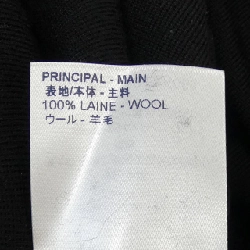 PRINCIPAL - MAIN
表地/本体 - 主料
100% LAINE - WOOL
ウール - 羊毛